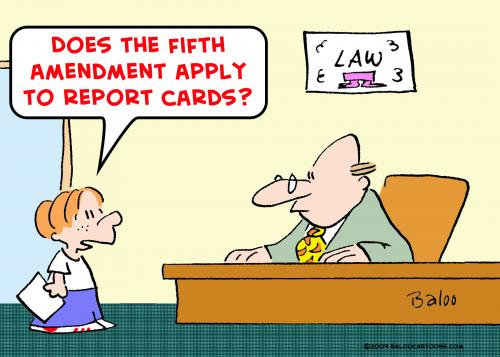 DOES THE FIFTH
AMENDMENT APPLY
TO REPORT CARDS?
LAW
Baloo
©2009 BALOOCARTOONS.COM